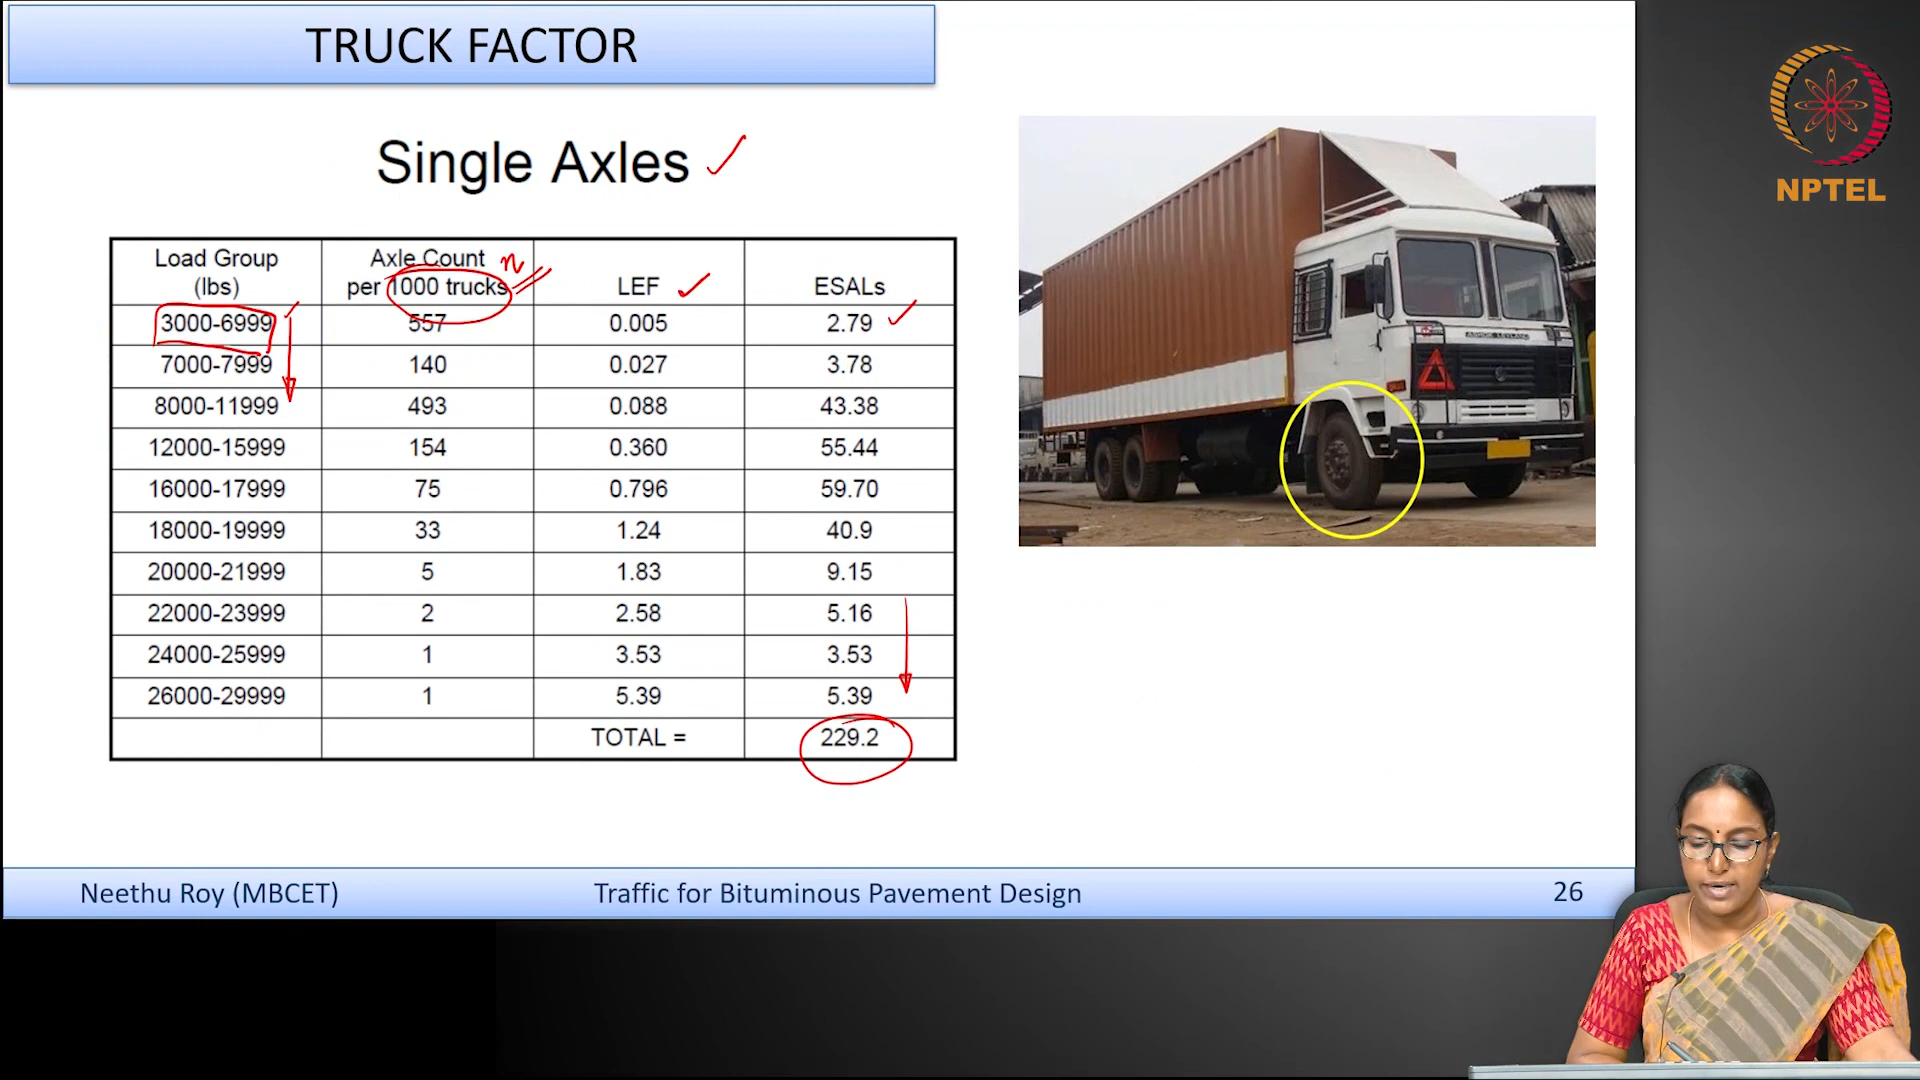 TRUCK FACTOR
Single Axles
Load Group (lbs) Axle Count per 1000 trucks n LEF ESALs
3000-6999 557 0.005 2.79
7000-7999 140 0.027 3.78
8000-11999 493 0.088 43.38
12000-15999 154 0.360 55.44
16000-17999 75 0.796 59.70
18000-19999 33 1.24 40.9
20000-21999 5 1.83 9.15
22000-23999 2 2.58 5.16
24000-25999 1 3.53 3.53
26000-29999 1 5.39 5.39
TOTAL = 229.2
ASHOK LEYLAND
NPTEL
Neethu Roy (MBCET) Traffic for Bituminous Pavement Design 26